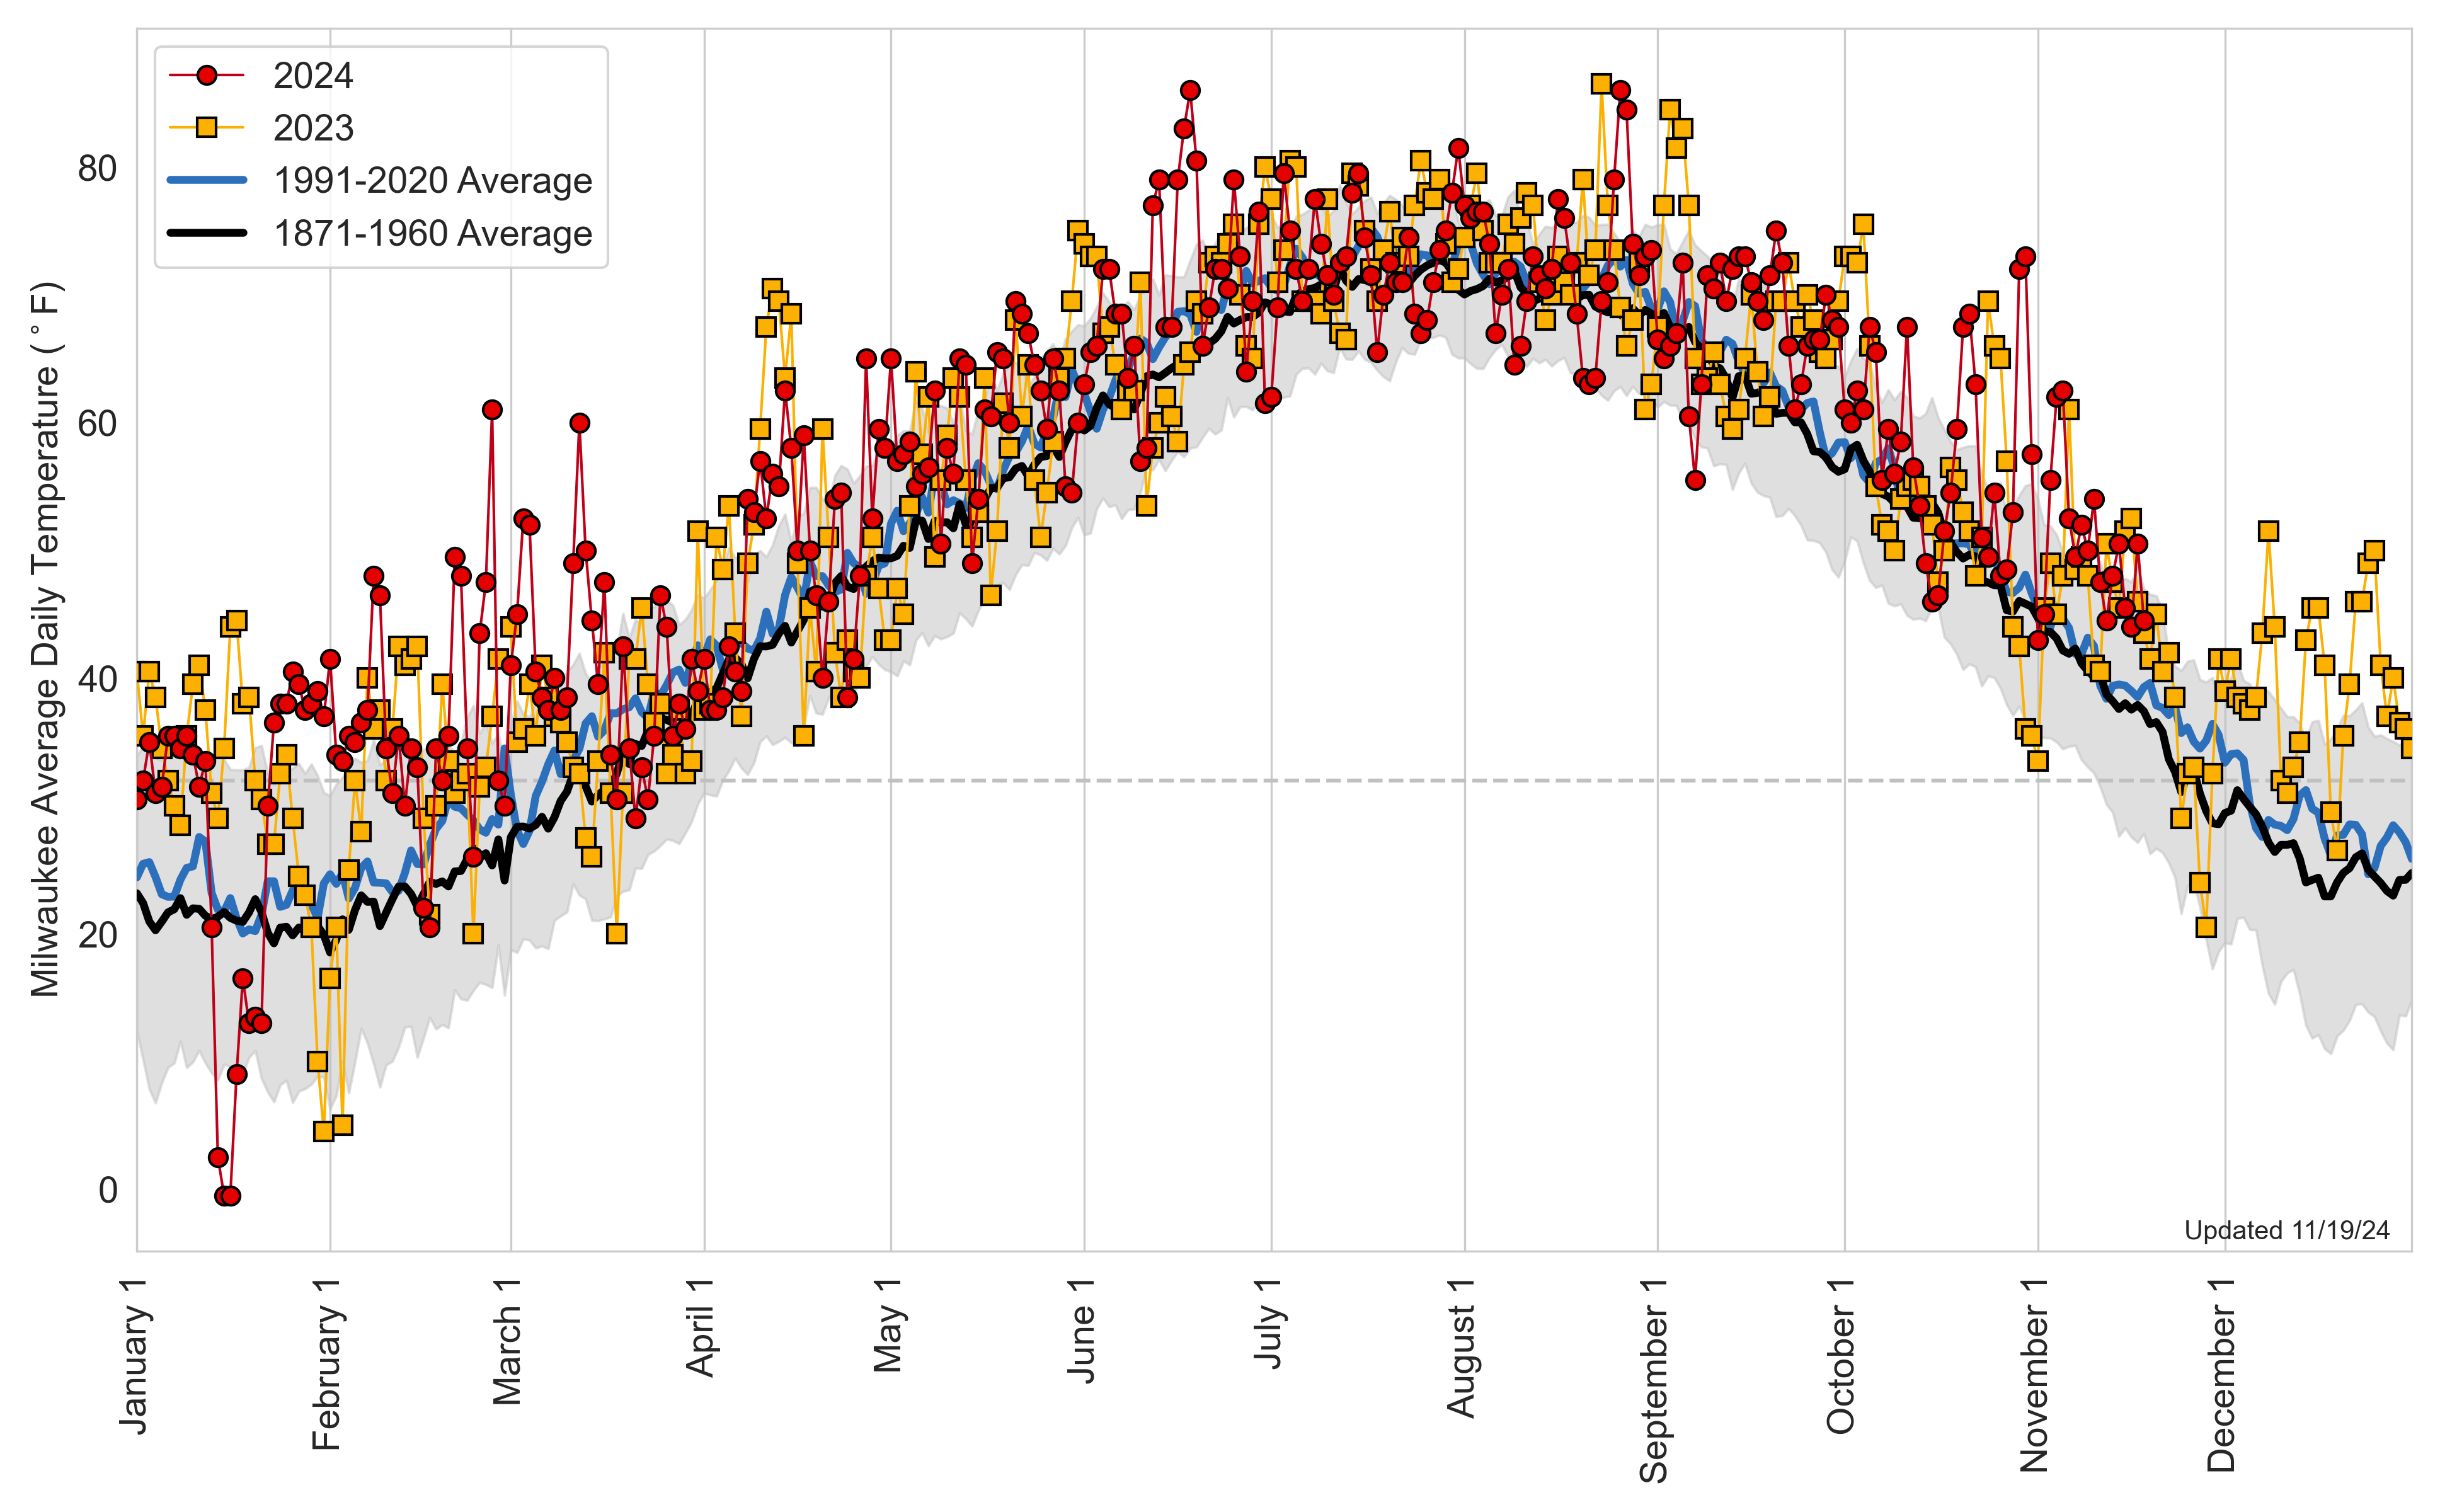 2024
2023
1991-2020 Average
1871-1960 Average
Milwaukee Average Daily Temperature (°F)
80
60
40
20
0
Updated 11/19/24
January 1
February 1
March 1
April 1
May 1
June 1
July 1
August 1
September 1
October 1
November 1
December 1